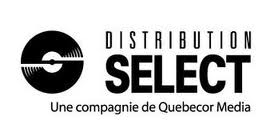 DISTRIBUTION
SELECT
Une compagnie de Quebecor Media